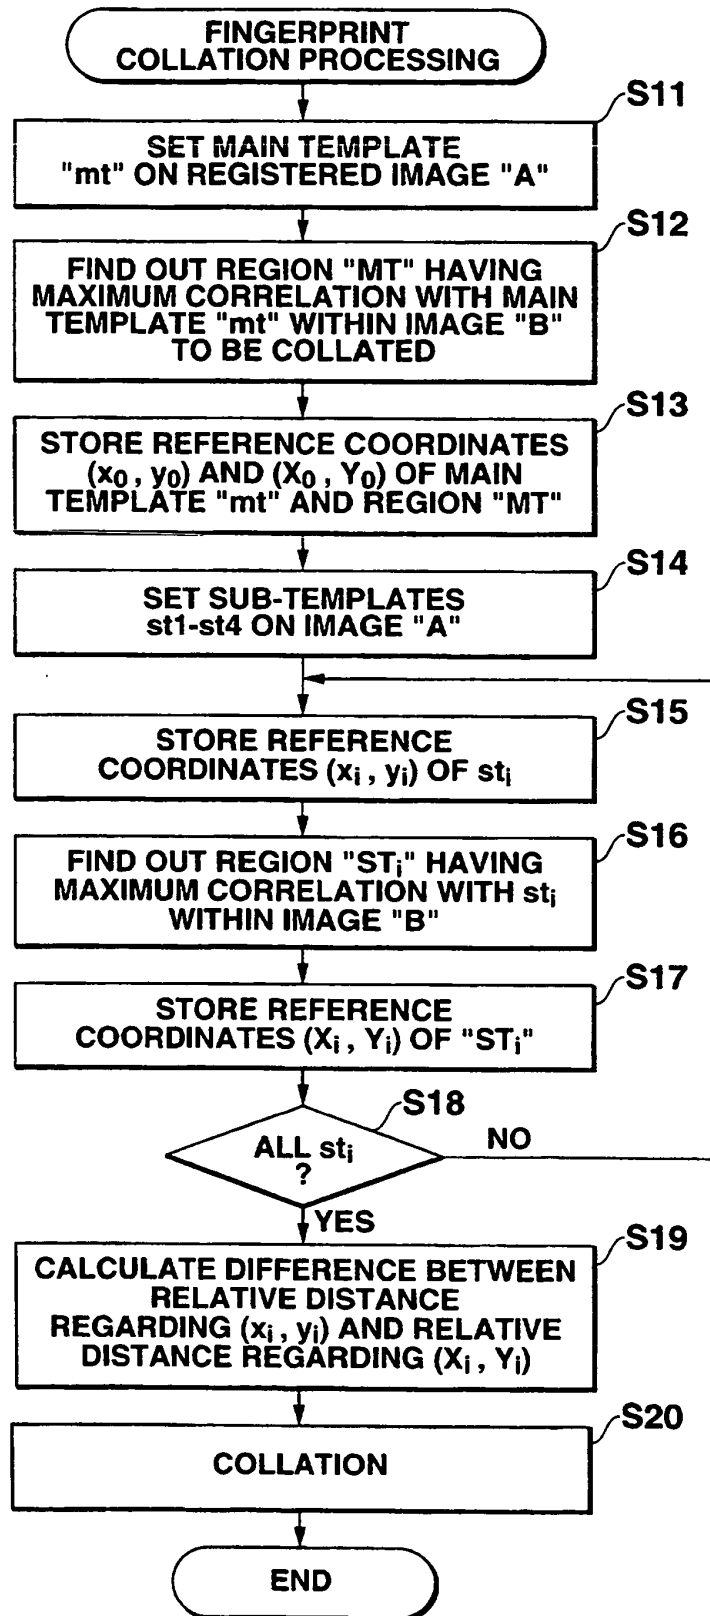 FINGERPRINT
COLLATION PROCESSING
S11
SET MAIN TEMPLATE
"mt" ON REGISTERED IMAGE "A"
S12
FIND OUT REGION "MT" HAVING
MAXIMUM CORRELATION WITH MAIN
TEMPLATE "mt" WITHIN IMAGE "B"
TO BE COLLATED
S13
STORE REFERENCE COORDINATES
(x₀ , y₀) AND (X₀ , Y₀) OF MAIN
TEMPLATE "mt" AND REGION "MT"
S14
SET SUB-TEMPLATES
st1-st4 ON IMAGE "A"
S15
STORE REFERENCE
COORDINATES (xᵢ , yᵢ) OF stᵢ
S16
FIND OUT REGION "STᵢ" HAVING
MAXIMUM CORRELATION WITH stᵢ
WITHIN IMAGE "B"
S17
STORE REFERENCE
COORDINATES (Xᵢ , Yᵢ) OF "STᵢ"
S18
ALL stᵢ
?
NO
YES
S19
CALCULATE DIFFERENCE BETWEEN
RELATIVE DISTANCE
REGARDING (xᵢ , yᵢ) AND RELATIVE
DISTANCE REGARDING (Xᵢ , Yᵢ)
S20
COLLATION
END